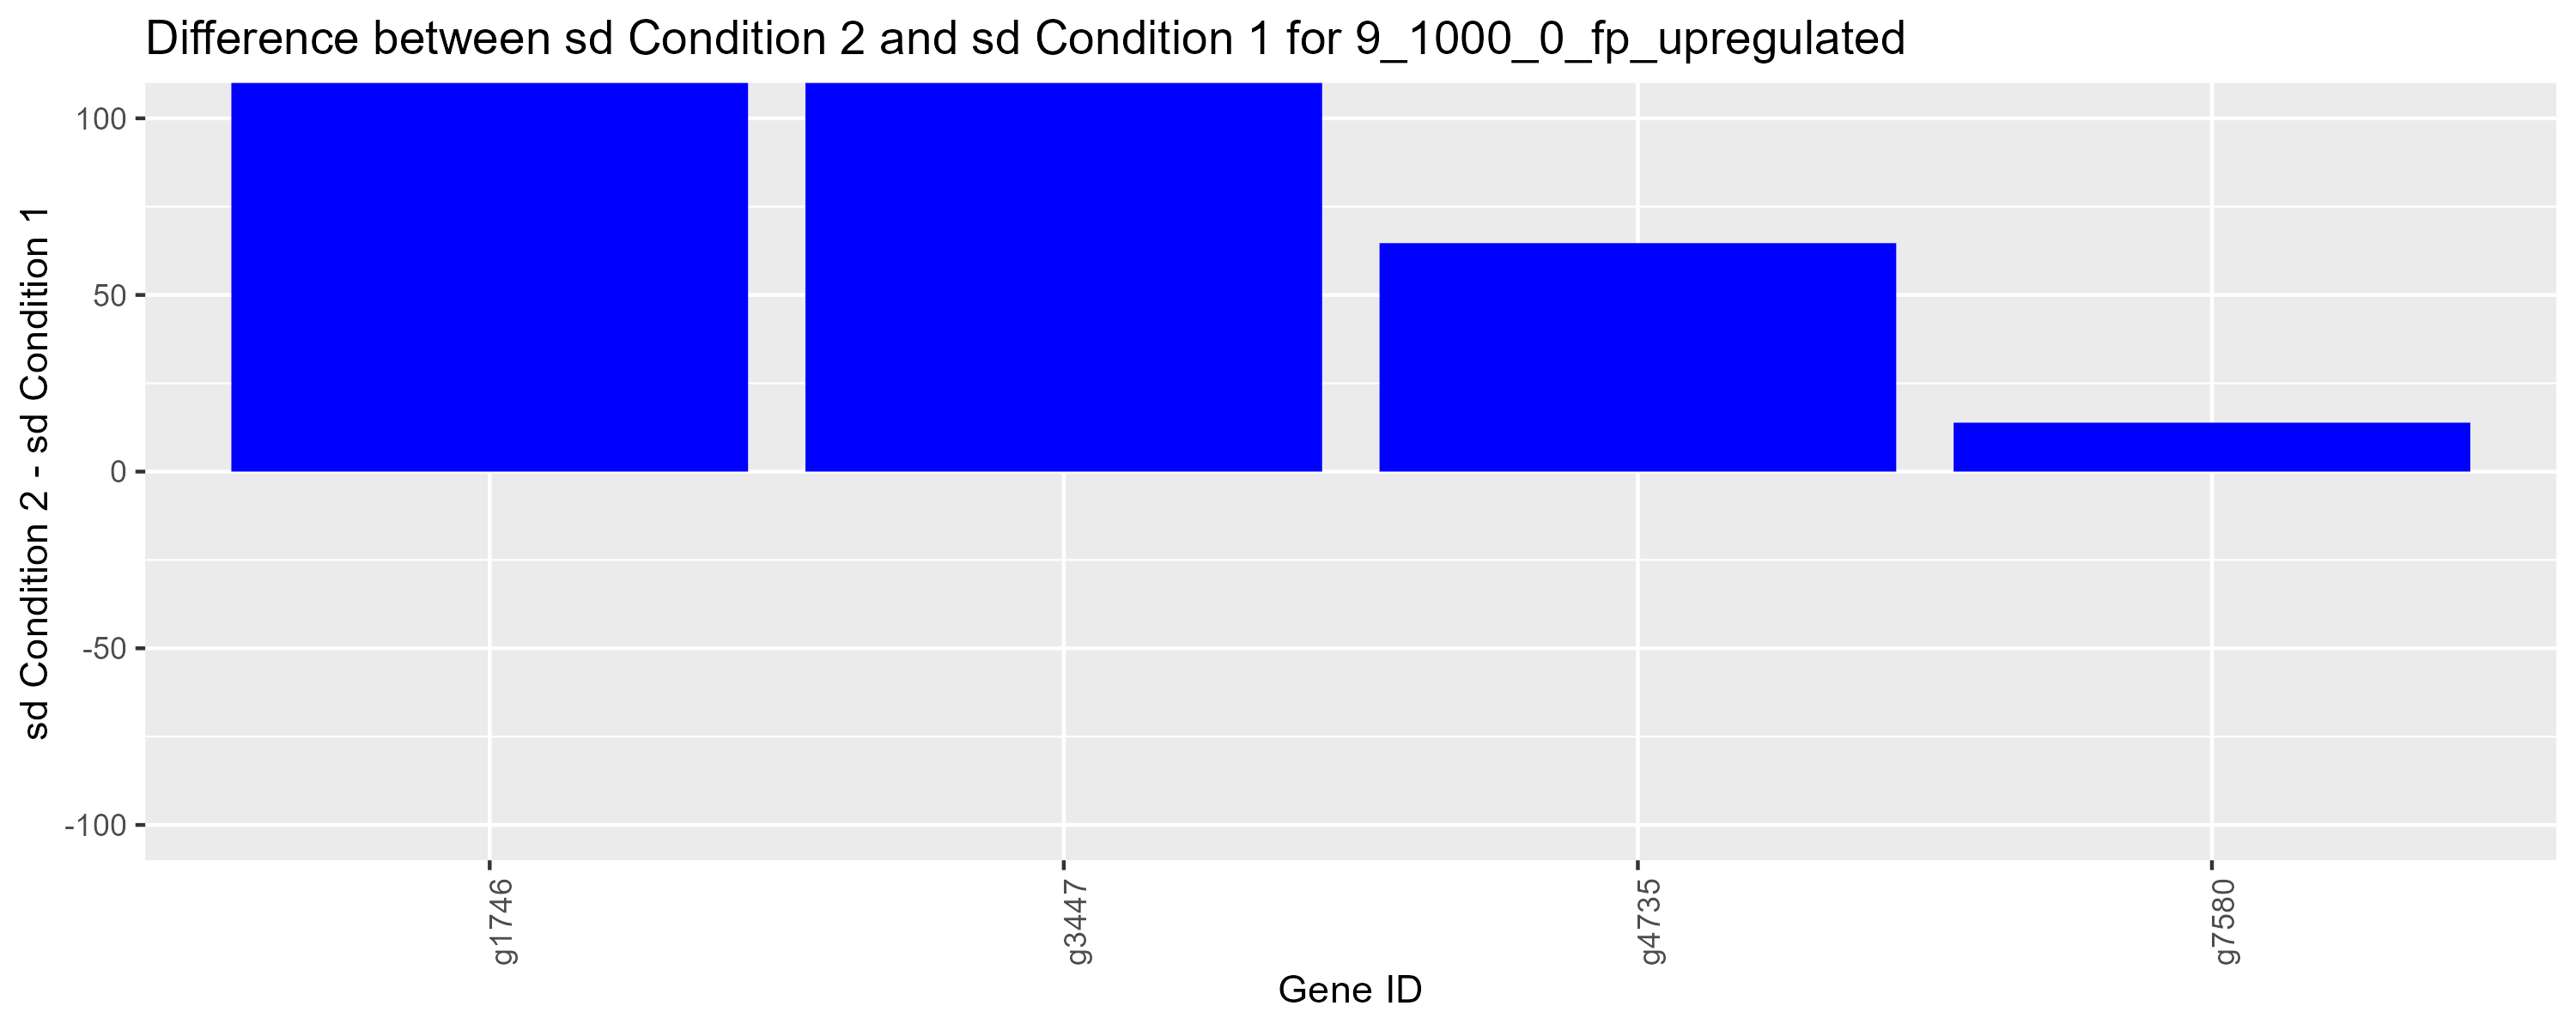 Difference between sd Condition 2 and sd Condition 1 for 9_1000_0_fp_upregulated
sd Condition 2 - sd Condition 1
100
50
0
-50
-100
g1746
g3447
g4735
g7580
Gene ID